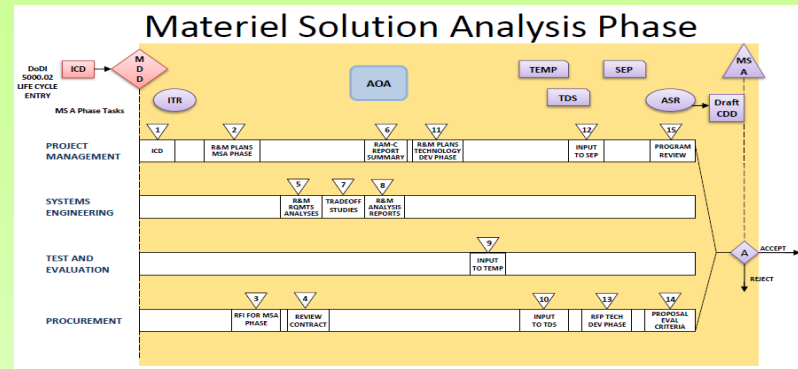 Materiel Solution Analysis Phase
DoDI
5000.02
LIFE CYCLE
ENTRY
ICD
M
D
D
MS
A
TEMP
SEP
AOA
TDS
ITR
ASR
Draft
CDD
MS A Phase Tasks
1
2
6
11
12
15
PROJECT
MANAGEMENT
ICD
R&M PLANS
MSA PHASE
RAM-C
REPORT
SUMMARY
R&M PLANS
TECHNOLOGY
DEV PHASE
INPUT
TO SEP
PROGRAM
REVIEW
5
7
8
SYSTEMS
ENGINEERING
R&M
RQMTS
ANALYSES
TRADEOFF
STUDIES
R&M
ANALYSIS
REPORTS
9
TEST AND
EVALUATION
INPUT
TO TEMP
A
ACCEPT
REJECT
3
4
10
13
14
PROCUREMENT
RFI FOR MSA
PHASE
REVIEW
CONTRACT
INPUT
TO TDS
RFP TECH
DEV PHASE
PROPOSAL
EVAL
CRITERIA